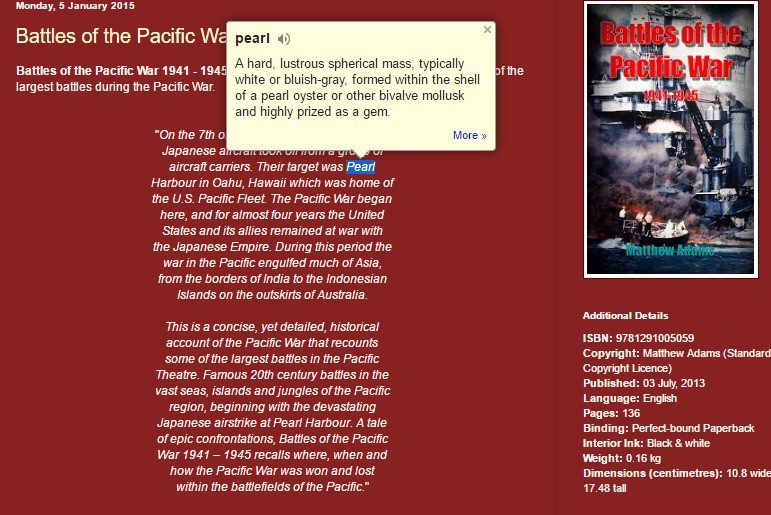 Monday, 5 January 2015
Battles of the Pacific Wa
Battles of the Pacific War 1941 - 1945
of the
largest battles during the Pacific War.
pearl
×
A hard, lustrous spherical mass, typically
white or bluish-gray, formed within the shell
of a pearl oyster or other bivalve mollusk
and highly prized as a gem.
More »
"On the 7th of
Japanese aircraft took off from a group of
aircraft carriers. Their target was Pearl
Harbour in Oahu, Hawaii which was home of
the U.S. Pacific Fleet. The Pacific War began
here, and for almost four years the United
States and its allies remained at war with
the Japanese Empire. During this period the
war in the Pacific engulfed much of Asia,
from the borders of India to the Indonesian
Islands on the outskirts of Australia.
This is a concise, yet detailed, historical
account of the Pacific War that recounts
some of the largest battles in the Pacific
Theatre. Famous 20th century battles in the
vast seas, islands and jungles of the Pacific
region, beginning with the devastating
Japanese airstrike at Pearl Harbour. A tale
of epic confrontations, Battles of the Pacific
War 1941 – 1945 recalls where, when and
how the Pacific War was won and lost
within the battlefields of the Pacific."
Battles of the
Pacific War
1941-1945
Matthew Adams
Additional Details
ISBN: 9781291005059
Copyright: Matthew Adams (Standard
Copyright Licence)
Published: 03 July, 2013
Language: English
Pages: 136
Binding: Perfect-bound Paperback
Interior Ink: Black & white
Weight: 0.16 kg
Dimensions (centimetres): 10.8 wide
17.48 tall